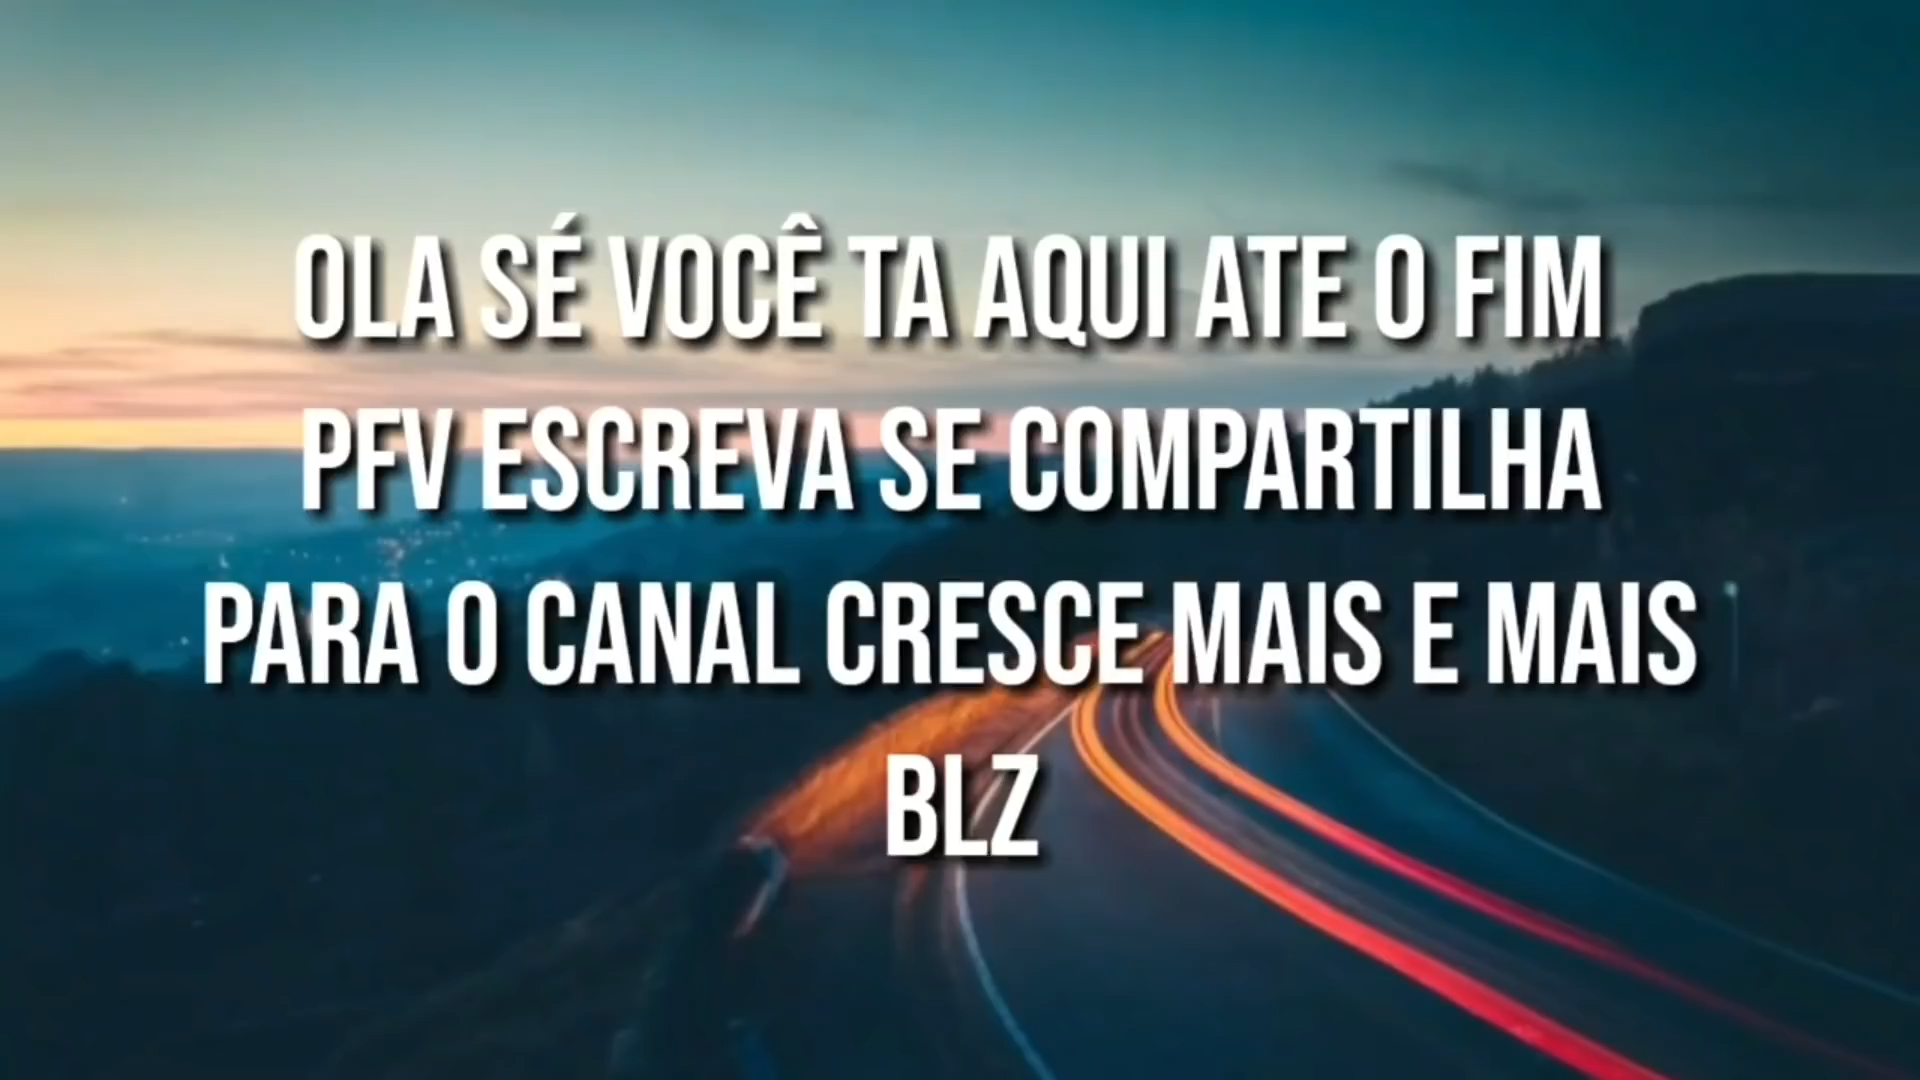 OLA SÉ VOCÊ TA AQUI ATE O FIM
PFV ESCREVA SE COMPARTILHA
PARA O CANAL CRESCE MAIS E MAIS
BLZ